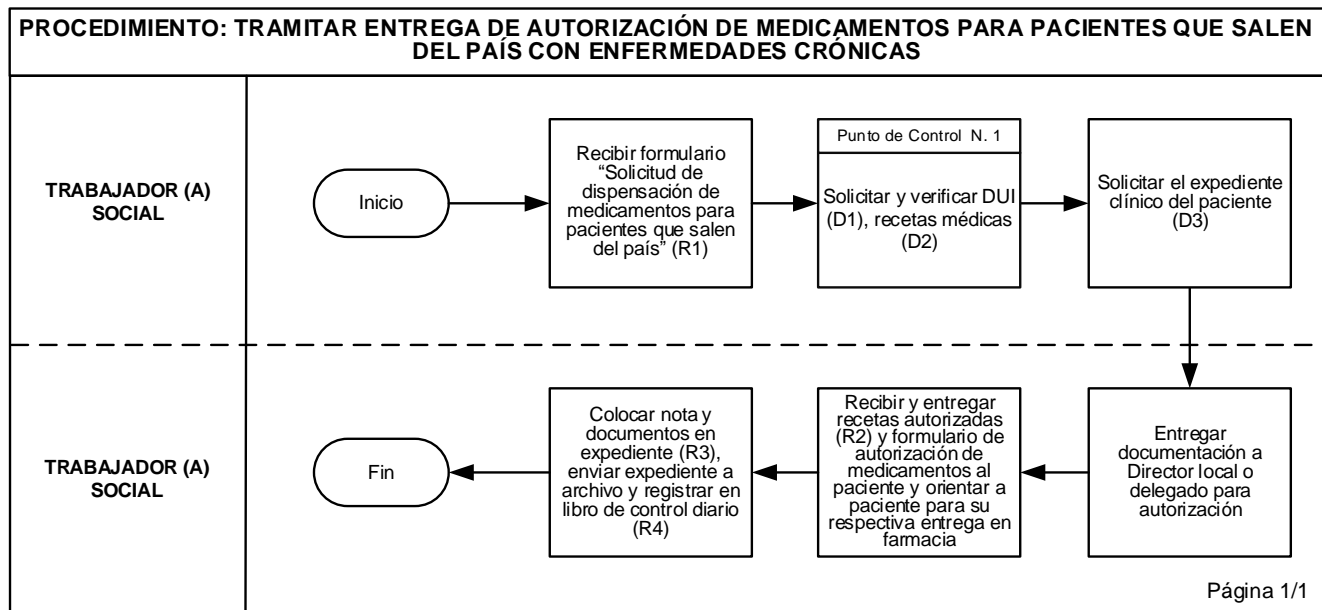 PROCEDIMIENTO: TRAMITAR ENTREGA DE AUTORIZACIÓN DE MEDICAMENTOS PARA PACIENTES QUE SALEN
DEL PAÍS CON ENFERMEDADES CRÓNICAS
TRABAJADOR (A)
SOCIAL
Inicio
Recibir formulario
“Solicitud de
dispensación de
medicamentos para
pacientes que salen
del país” (R1)
Punto de Control N. 1
Solicitar y verificar DUI
(D1), recetas médicas
(D2)
Solicitar el expediente
clínico del paciente
(D3)
TRABAJADOR (A)
SOCIAL
Entregar
documentación a
Director local o
delegado para
autorización
Recibir y entregar
recetas autorizadas
(R2) y formulario de
autorización de
medicamentos al
paciente y orientar a
paciente para su
respectiva entrega en
farmacia
Colocar nota y
documentos en
expediente (R3),
enviar expediente a
archivo y registrar en
libro de control diario
(R4)
Fin
Página 1/1